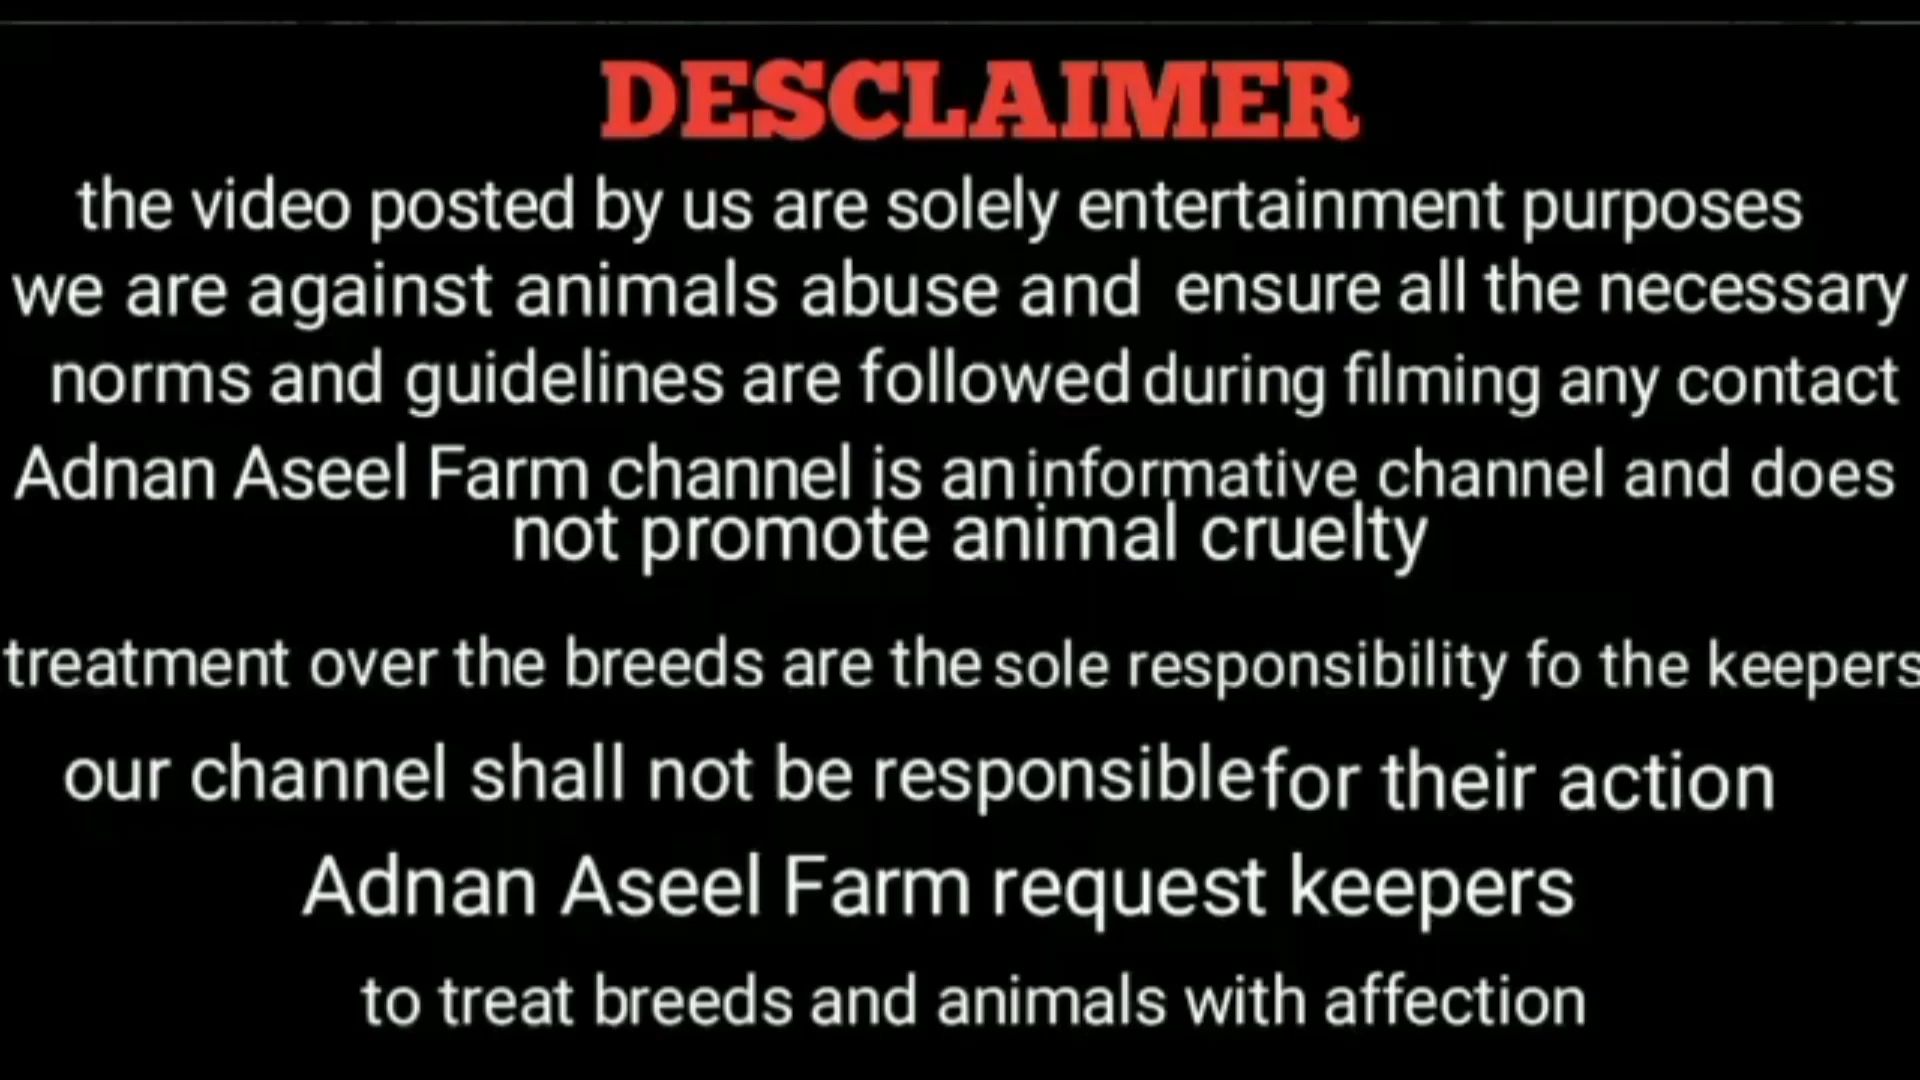 DESCLAIMER
the video posted by us are solely entertainment purposes
we are against animals abuse and ensure all the necessary
norms and guidelines are followed during filming any contact
Adnan Aseel Farm channel is an informative channel and does
not promote animal cruelty
treatment over the breeds are the sole responsibility fo the keepers
our channel shall not be responsible for their action
Adnan Aseel Farm request keepers
to treat breeds and animals with affection